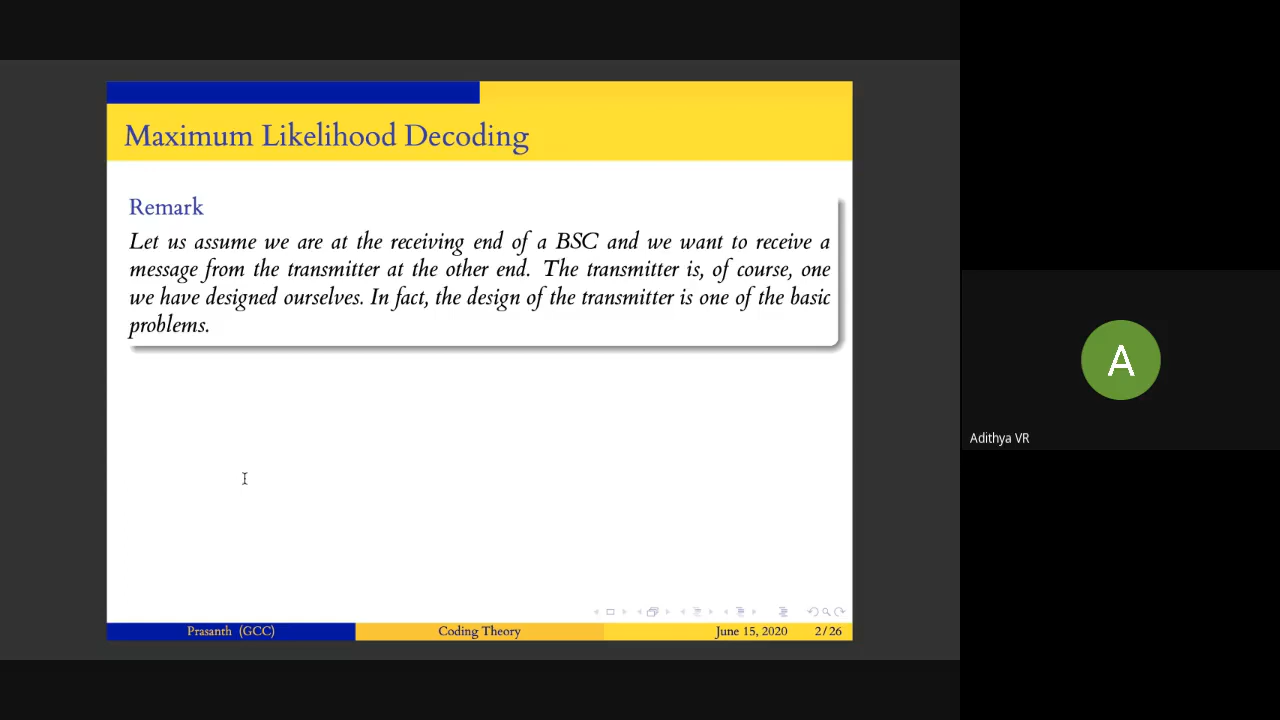 Maximum Likelihood Decoding
Remark
Let us assume we are at the receiving end of a BSC and we want to receive a
message from the transmitter at the other end. The transmitter is, of course, one
we have designed ourselves. In fact, the design of the transmitter is one of the basic
problems.
Prasanth (GCC) Coding Theory June 15, 2020 2/26
A
Adithya VR